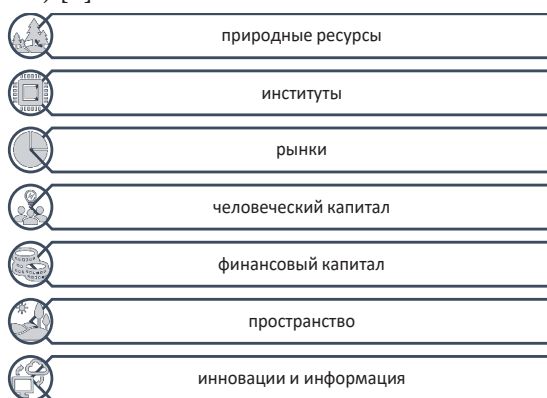 природные ресурсы
институты
рынки
человеческий капитал
финансовый капитал
пространство
инновации и информация